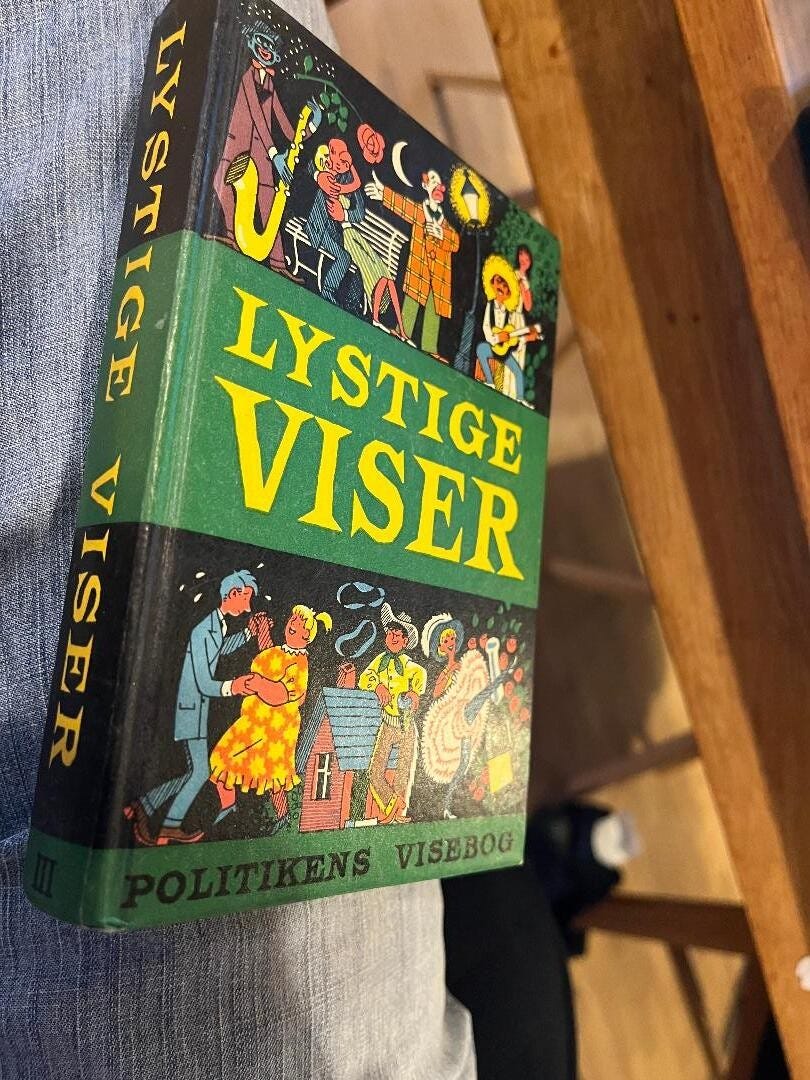 LYSTIGE VISER
III
LYSTIGE
VISER
POLITIKENS VISEBOG